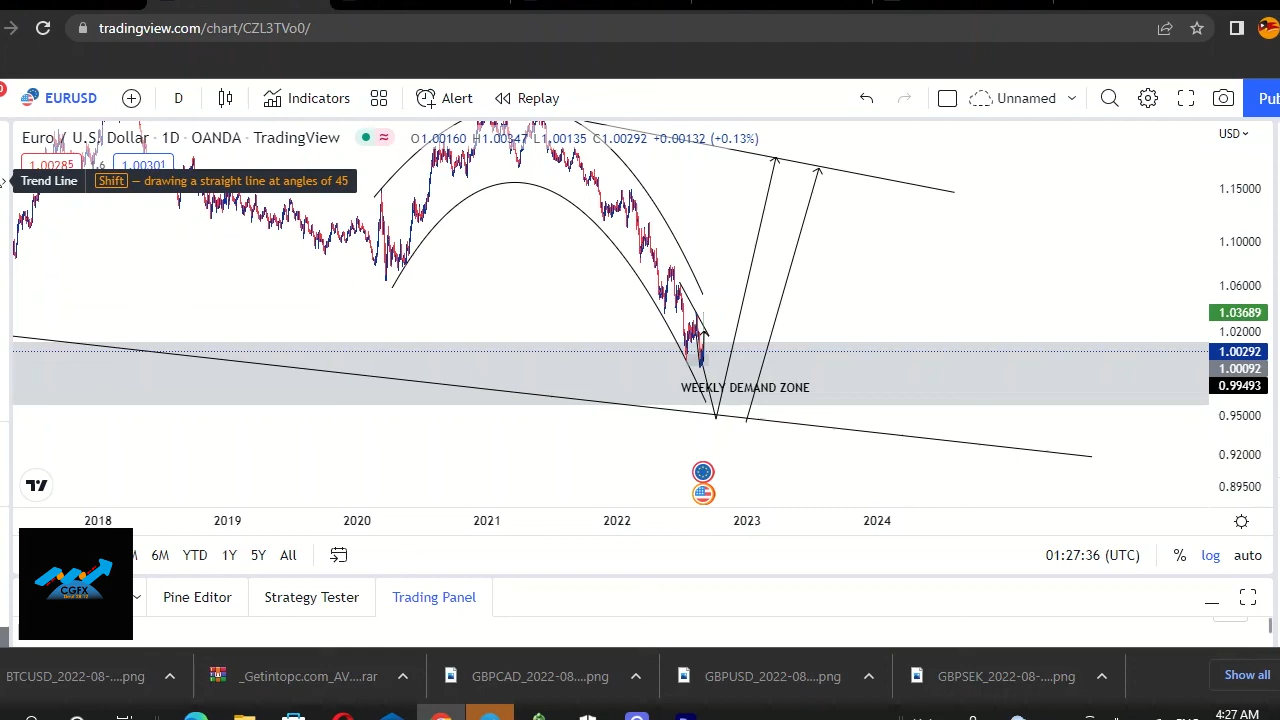 tradingview.com/chart/CZL3TVo0/
EURUSD
D
Indicators
Alert
Replay
Unnamed
Pu
Euro / U.S. Dollar · 1D · OANDA · TradingView
O1.00160 H1.00347 L1.00135 C1.00292 +0.00132 (+0.13%)
USD
1.00285
.6
1.00301
Trend Line
Shift — drawing a straight line at angles of 45
1.15000
1.10000
1.06000
1.03689
1.02000
1.00292
1.00092
0.99493
0.95000
0.92000
0.89500
WEEKLY DEMAND ZONE
2018
2019
2020
2021
2022
2023
2024
6M
YTD
1Y
5Y
All
01:27:36 (UTC)
%
log
auto
CGFX
Pine Editor
Strategy Tester
Trading Panel
BTCUSD_2022-08-....png
_Getintopc.com_AV....rar
GBPCAD_2022-08-....png
GBPUSD_2022-08-....png
GBPSEK_2022-08-....png
Show all
4:27 AM